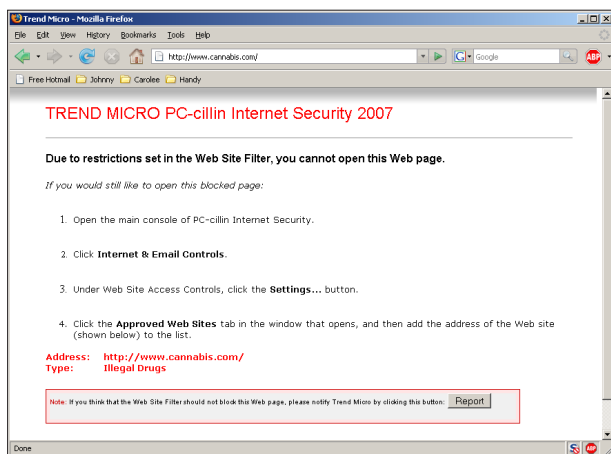 Trend Micro - Mozilla Firefox
File Edit View History Bookmarks Tools Help
http://www.cannabis.com/ G Google ABP
Free Hotmail Johnny Carolee Handy
TREND MICRO PC-cillin Internet Security 2007
Due to restrictions set in the Web Site Filter, you cannot open this Web page.
If you would still like to open this blocked page:
1. Open the main console of PC-cillin Internet Security.
2. Click Internet & Email Controls.
3. Under Web Site Access Controls, click the Settings... button.
4. Click the Approved Web Sites tab in the window that opens, and then add the address of the Web site
(shown below) to the list.
Address: http://www.cannabis.com/
Type: Illegal Drugs
Note: If you think that the Web Site Filter should not block this Web page, please notify Trend Micro by clicking this button: Report
Done S ABP